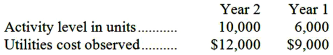 Year 2 Year 1
Activity level in units........... 10,000 6,000
Utilities cost observed.......... $12,000 $9,000